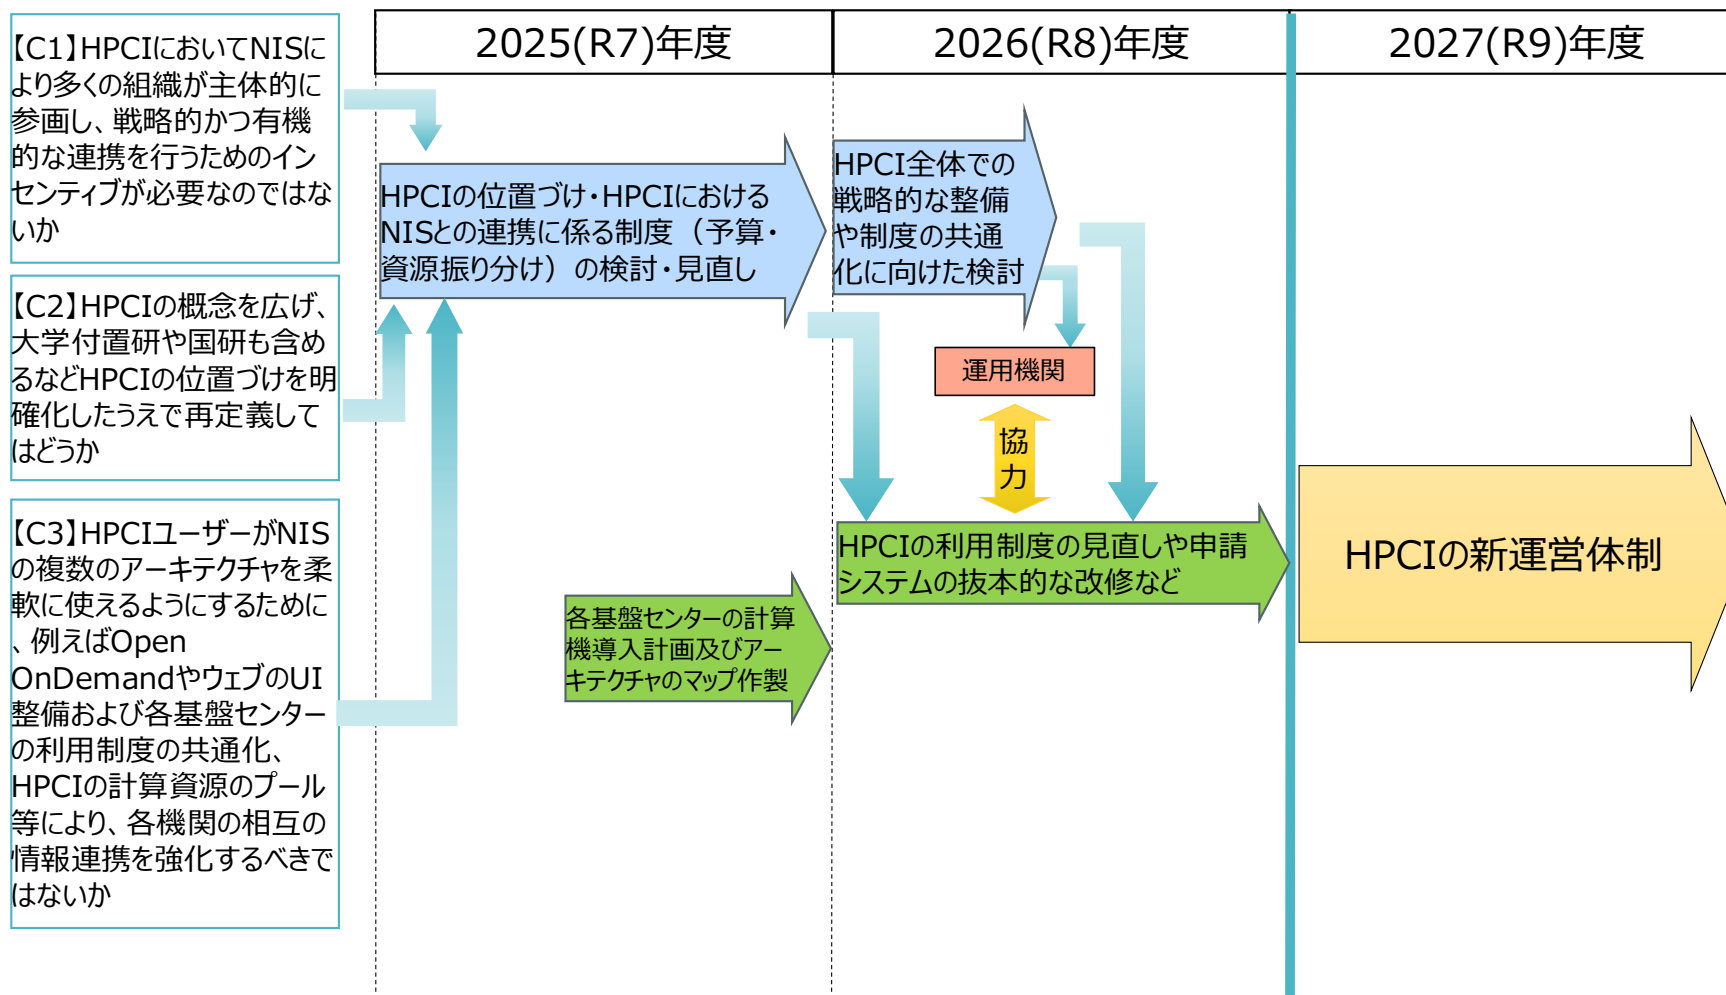 2025(R7)年度
2026(R8)年度
2027(R9)年度
【C1】HPCIにおいてNISに
より多くの組織が主体的に
参画し、戦略的かつ有機
的な連携を行うためのイン
センティブが必要なのではな
いか
【C2】HPCIの概念を広げ、
大学付置研や国研も含め
るなどHPCIの位置づけを明
確化したうえで再定義して
はどうか
【C3】HPCIユーザーがNIS
の複数のアーキテクチャを柔
軟に使えるようにするために
、例えばOpen
OnDemandやウェブのUI
整備および各基盤センター
の利用制度の共通化、
HPCIの計算資源のプール
等により、各機関の相互の
情報連携を強化するべきで
はないか
HPCIの位置づけ・HPCIにおける
NISとの連携に係る制度（予算・
資源振り分け）の検討・見直し
HPCI全体での
戦略的な整備
や制度の共通
化に向けた検討
運用機関
協
力
HPCIの利用制度の見直しや申請
システムの抜本的な改修など
各基盤センターの計算
機導入計画及びアー
キテクチャのマップ作製
HPCIの新運営体制